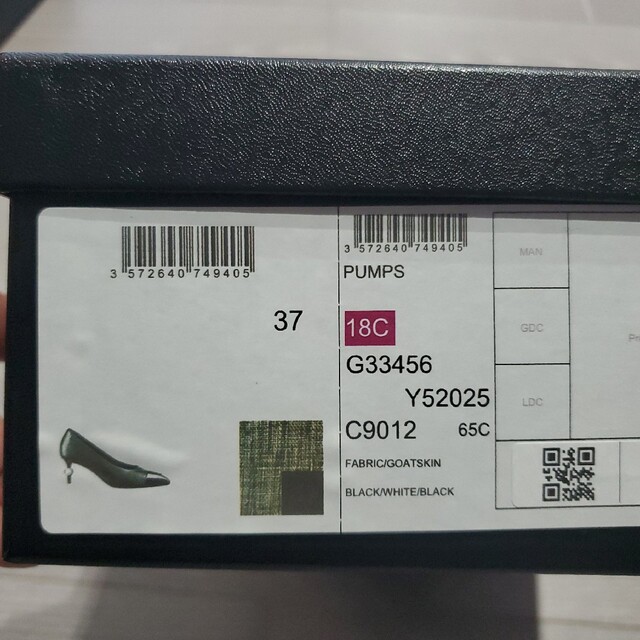 3 572640 749405
37
3 572640 749405
PUMPS
18C
G33456
Y52025
C9012 65C
FABRIC/GOATSKIN
BLACK/WHITE/BLACK
MAN
GDC
LDC